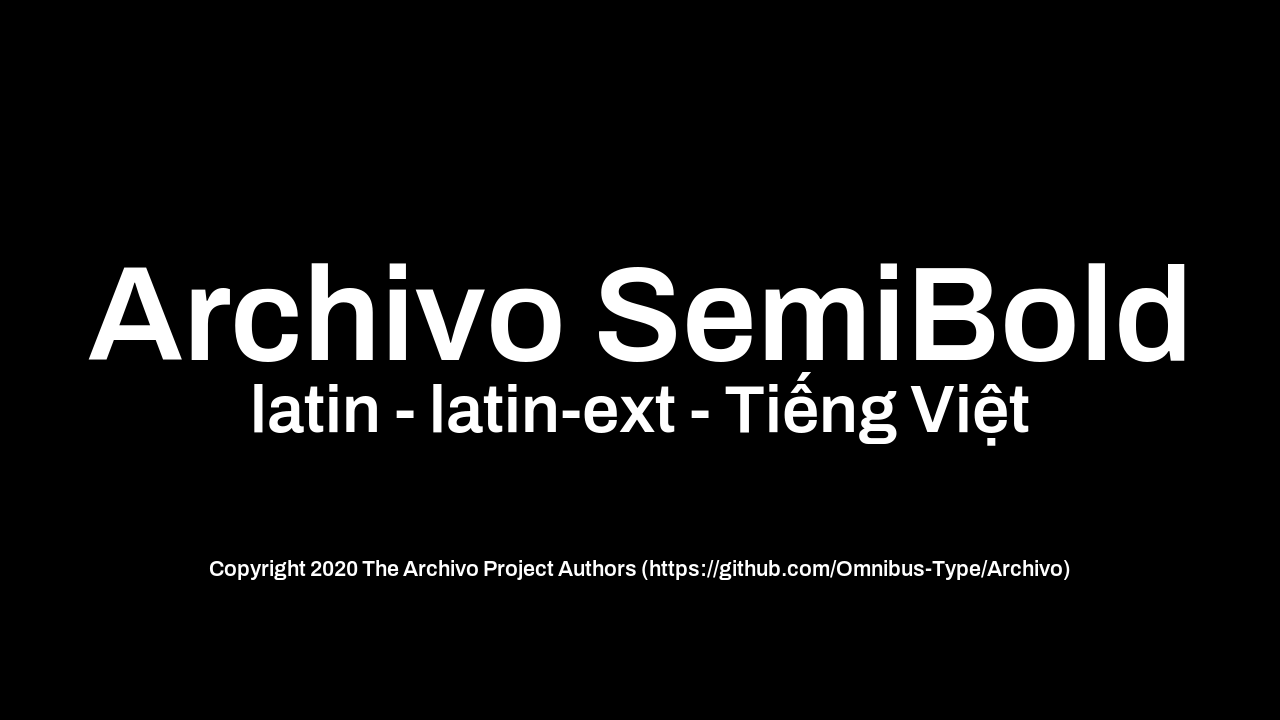 Archivo SemiBold
latin - latin-ext - Tiếng Việt
Copyright 2020 The Archivo Project Authors (https://github.com/Omnibus-Type/Archivo)